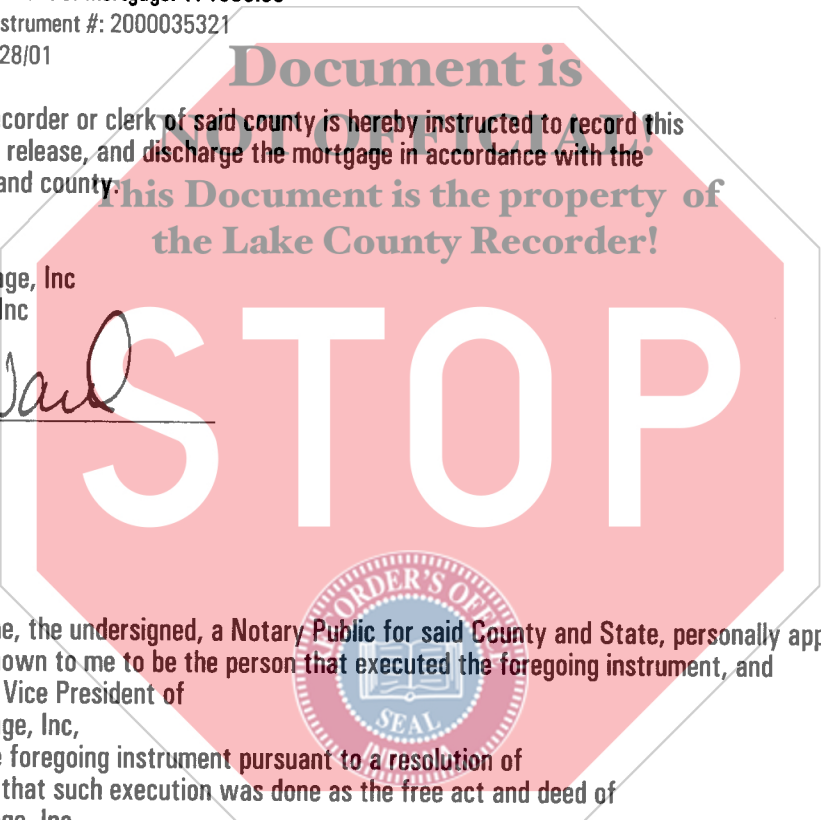 strument #: 2000035321
28/01
Document is
corder or clerk of said county is hereby instructed to record this
NOT OFFICIAL!
release, and discharge the mortgage in accordance with the
and county.
This Document is the property of
the Lake County Recorder!
ge, Inc
Inc
STOP
RECORDER'S OFFICE
e, the undersigned, a Notary Public for said County and State, personally app
own to me to be the person that executed the foregoing instrument, and
Vice President of
SEAL
ge, Inc,
foregoing instrument pursuant to a resolution of
that such execution was done as the free act and deed of
ge, Inc